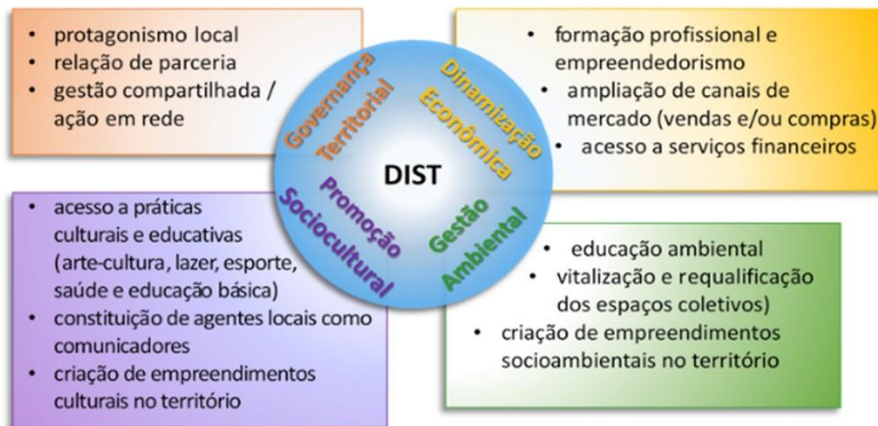 • protagonismo local
• relação de parceria
• gestão compartilhada /
ação em rede
• formação profissional e
empreendedorismo
• ampliação de canais de
mercado (vendas e/ou compras)
• acesso a serviços financeiros
Governança
Territorial
Dinamização
Econômica
DIST
Promoção
Sociocultural
Gestão
Ambiental
• acesso a práticas
culturais e educativas
(arte-cultura, lazer, esporte,
saúde e educação básica)
• constituição de agentes locais como
comunicadores
• criação de empreendimentos
culturais no território
• educação ambiental
• vitalização e requalificação
dos espaços coletivos)
• criação de empreendimentos
socioambientais no território